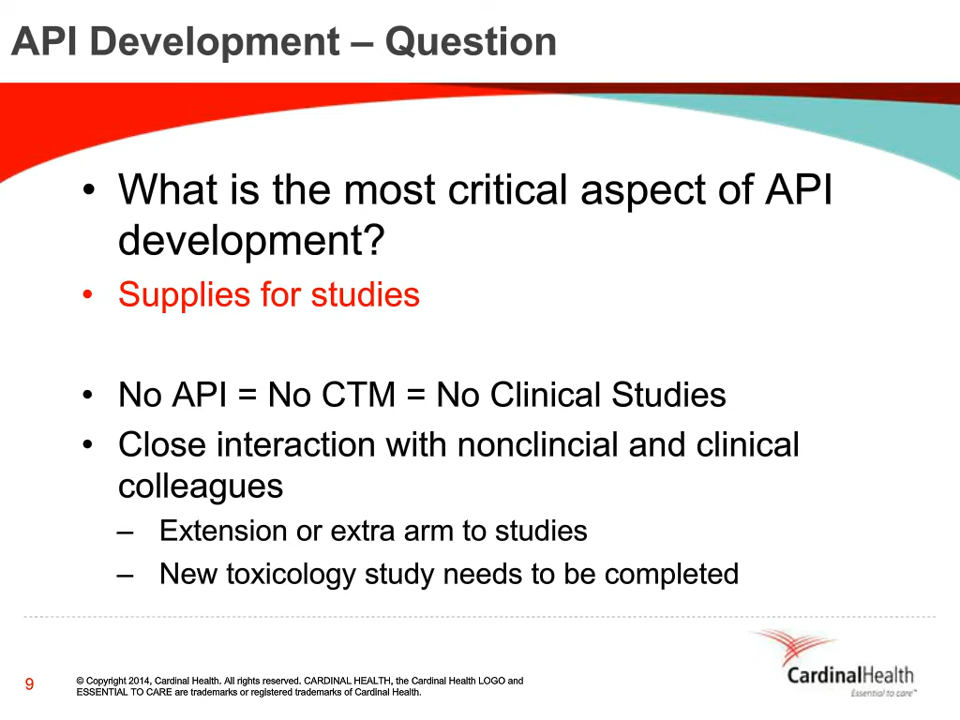 API Development – Question
• What is the most critical aspect of API
development?
• Supplies for studies
• No API = No CTM = No Clinical Studies
• Close interaction with nonclincial and clinical
colleagues
– Extension or extra arm to studies
– New toxicology study needs to be completed
9
© Copyright 2014, Cardinal Health. All rights reserved. CARDINAL HEALTH, the Cardinal Health LOGO and
ESSENTIAL TO CARE are trademarks or registered trademarks of Cardinal Health.
CardinalHealth
Essential to care™